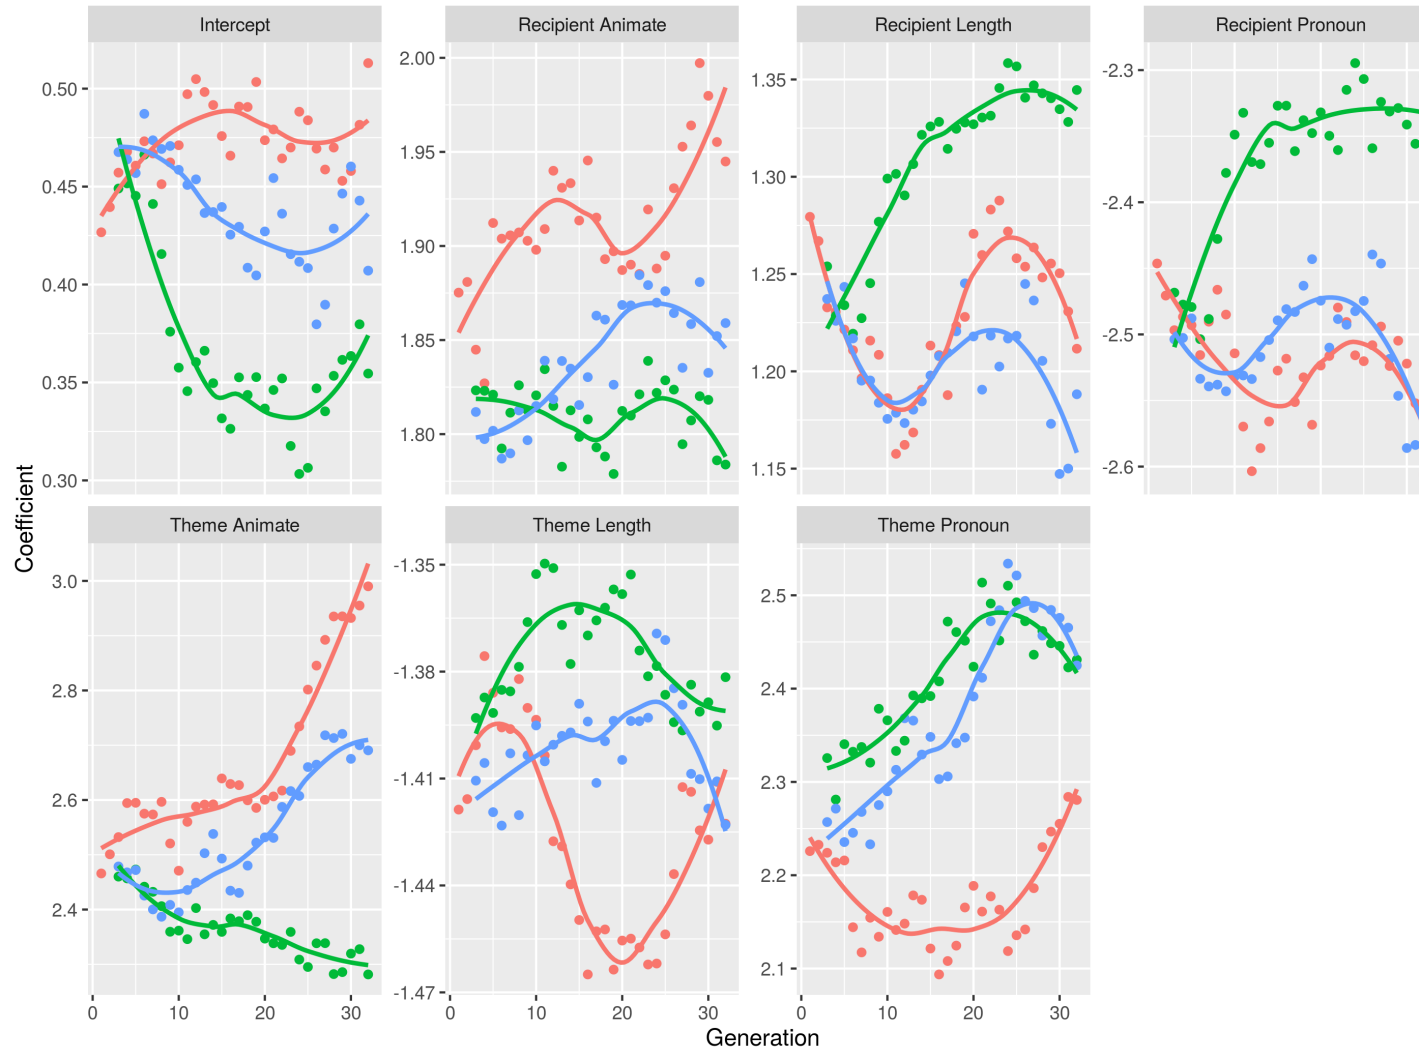 Intercept
Recipient Animate
Recipient Length
Recipient Pronoun
0.50
0.45
0.40
0.35
0.30
2.00
1.95
1.90
1.85
1.80
1.35
1.30
1.25
1.20
1.15
-2.3
-2.4
-2.5
-2.6
Coefficient
Theme Animate
Theme Length
Theme Pronoun
3.0
2.8
2.6
2.4
-1.35
-1.38
-1.41
-1.44
-1.47
2.5
2.4
2.3
2.2
2.1
0 10 20 30
0 10 20 30
0 10 20 30
Generation